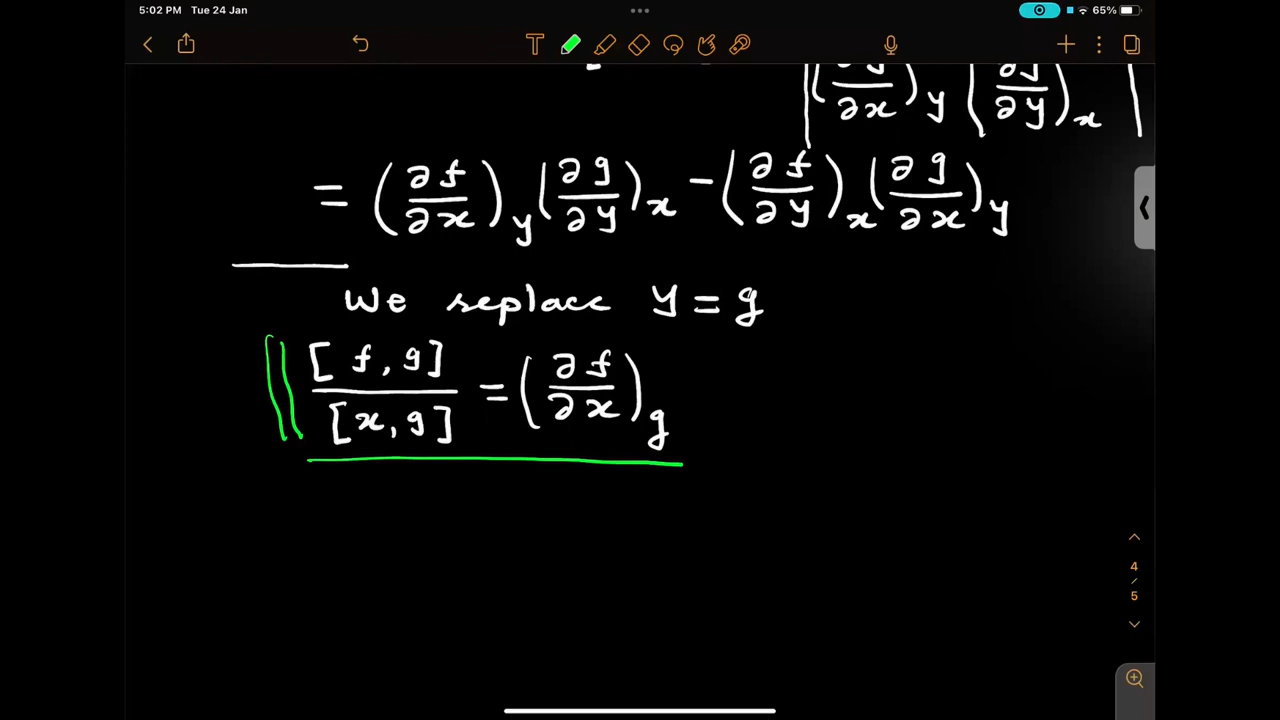 5:02 PM Tue 24 Jan 65%
(∂g/∂x)_y (∂g/∂y)_x
= (∂f/∂x)_y (∂g/∂y)_x − (∂f/∂y)_x (∂g/∂x)_y
We replace y = g
[f, g]/[x, g] = (∂f/∂x)_g
4
/
5